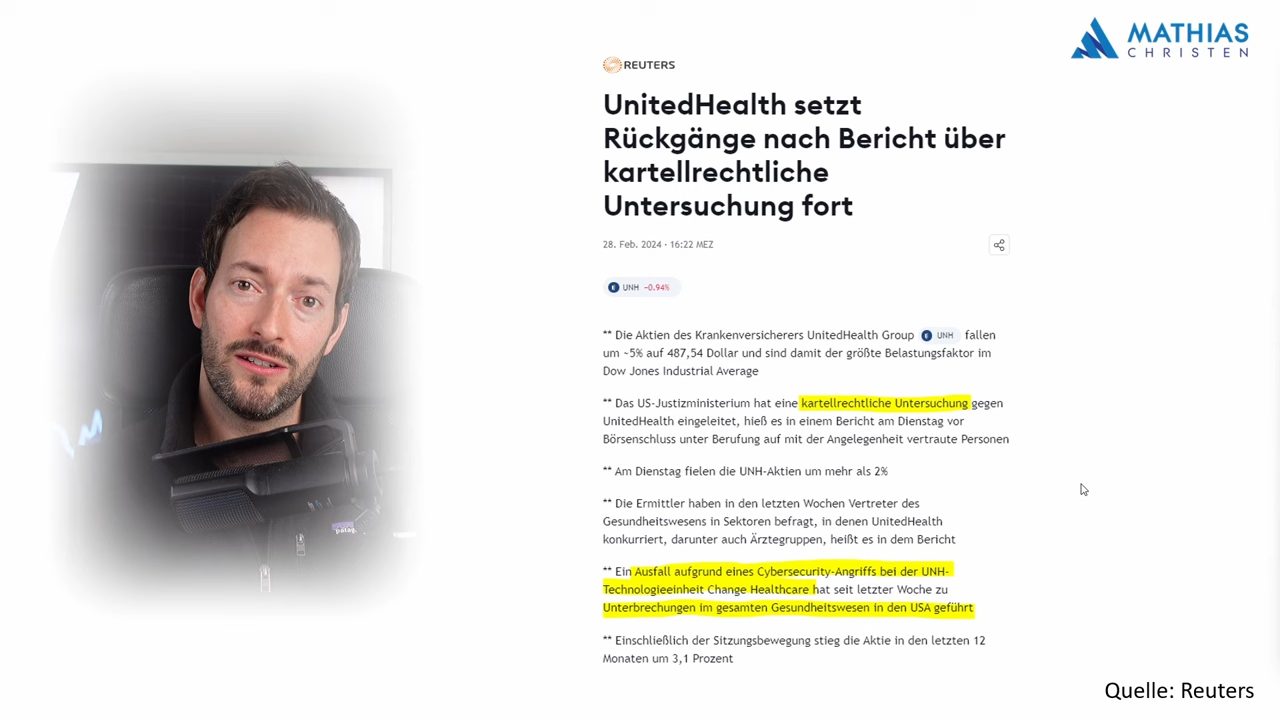 MATHIAS
CHRISTEN
REUTERS
UnitedHealth setzt
Rückgänge nach Bericht über
kartellrechtliche
Untersuchung fort
28. Feb. 2024 · 16:22 MEZ
UNH -0.94%
** Die Aktien des Krankenversicherers UnitedHealth Group UNH fallen
um ~5% auf 487,54 Dollar und sind damit der größte Belastungsfaktor im
Dow Jones Industrial Average
** Das US-Justizministerium hat eine kartellrechtliche Untersuchung gegen
UnitedHealth eingeleitet, hieß es in einem Bericht am Dienstag vor
Börsenschluss unter Berufung auf mit der Angelegenheit vertraute Personen
** Am Dienstag fielen die UNH-Aktien um mehr als 2%
** Die Ermittler haben in den letzten Wochen Vertreter des
Gesundheitswesens in Sektoren befragt, in denen UnitedHealth
konkurriert, darunter auch Ärztegruppen, heißt es in dem Bericht
** Ein Ausfall aufgrund eines Cybersecurity-Angriffs bei der UNH-
Technologieeinheit Change Healthcare hat seit letzter Woche zu
Unterbrechungen im gesamten Gesundheitswesen in den USA geführt
** Einschließlich der Sitzungsbewegung stieg die Aktie in den letzten 12
Monaten um 3,1 Prozent
Quelle: Reuters